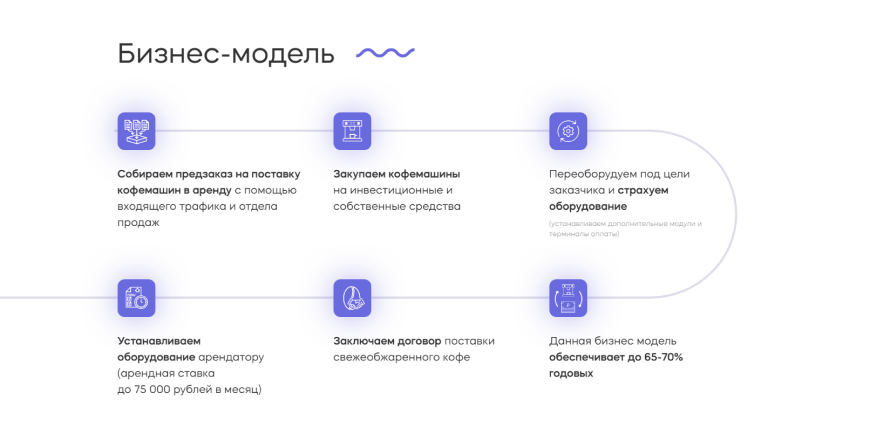 Бизнес-модель
Собираем предзаказ на поставку
кофемашин в аренду с помощью
входящего трафика и отдела
продаж
Закупаем кофемашины
на инвестиционные и
собственные средства
Переоборудуем под цели
заказчика и страхуем
оборудование
(устанавливаем дополнительные модули и
терминалы оплаты)
Устанавливаем
оборудование арендатору
(арендная ставка
до 75 000 рублей в месяц)
Заключаем договор поставки
свежеобжаренного кофе
Данная бизнес модель
обеспечивает до 65-70%
годовых